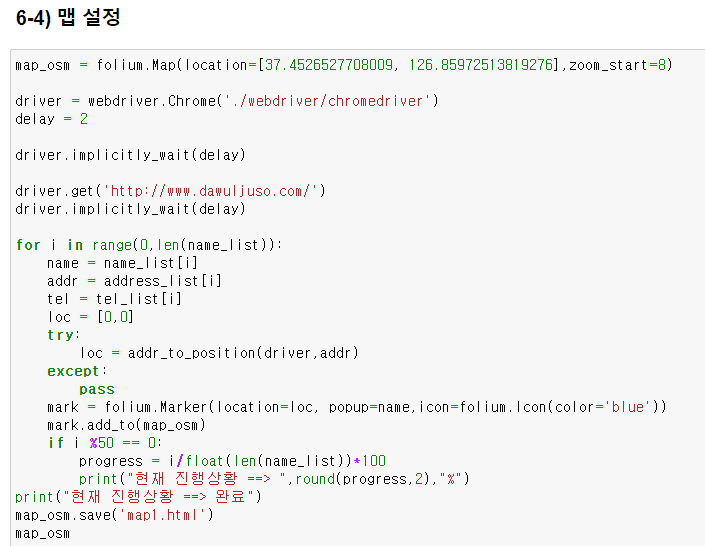 6-4) 맵 설정
map_osm = folium.Map(location=[37.4526527708009, 126.85972513819276],zoom_start=8)
driver = webdriver.Chrome('./webdriver/chromedriver')
delay = 2
driver.implicitly_wait(delay)
driver.get('http://www.dawuljuso.com/')
driver.implicitly_wait(delay)
for i in range(0,len(name_list)):
    name = name_list[i]
    addr = address_list[i]
    tel = tel_list[i]
    loc = [0,0]
    try:
        loc = addr_to_position(driver,addr)
    except:
        pass
    mark = folium.Marker(location=loc, popup=name,icon=folium.Icon(color='blue'))
    mark.add_to(map_osm)
    if i %50 == 0:
        progress = i/float(len(name_list))*100
        print("현재 진행상황 ==> ",round(progress,2),"%")
print("현재 진행상황 ==> 완료")
map_osm.save('map1.html')
map_osm